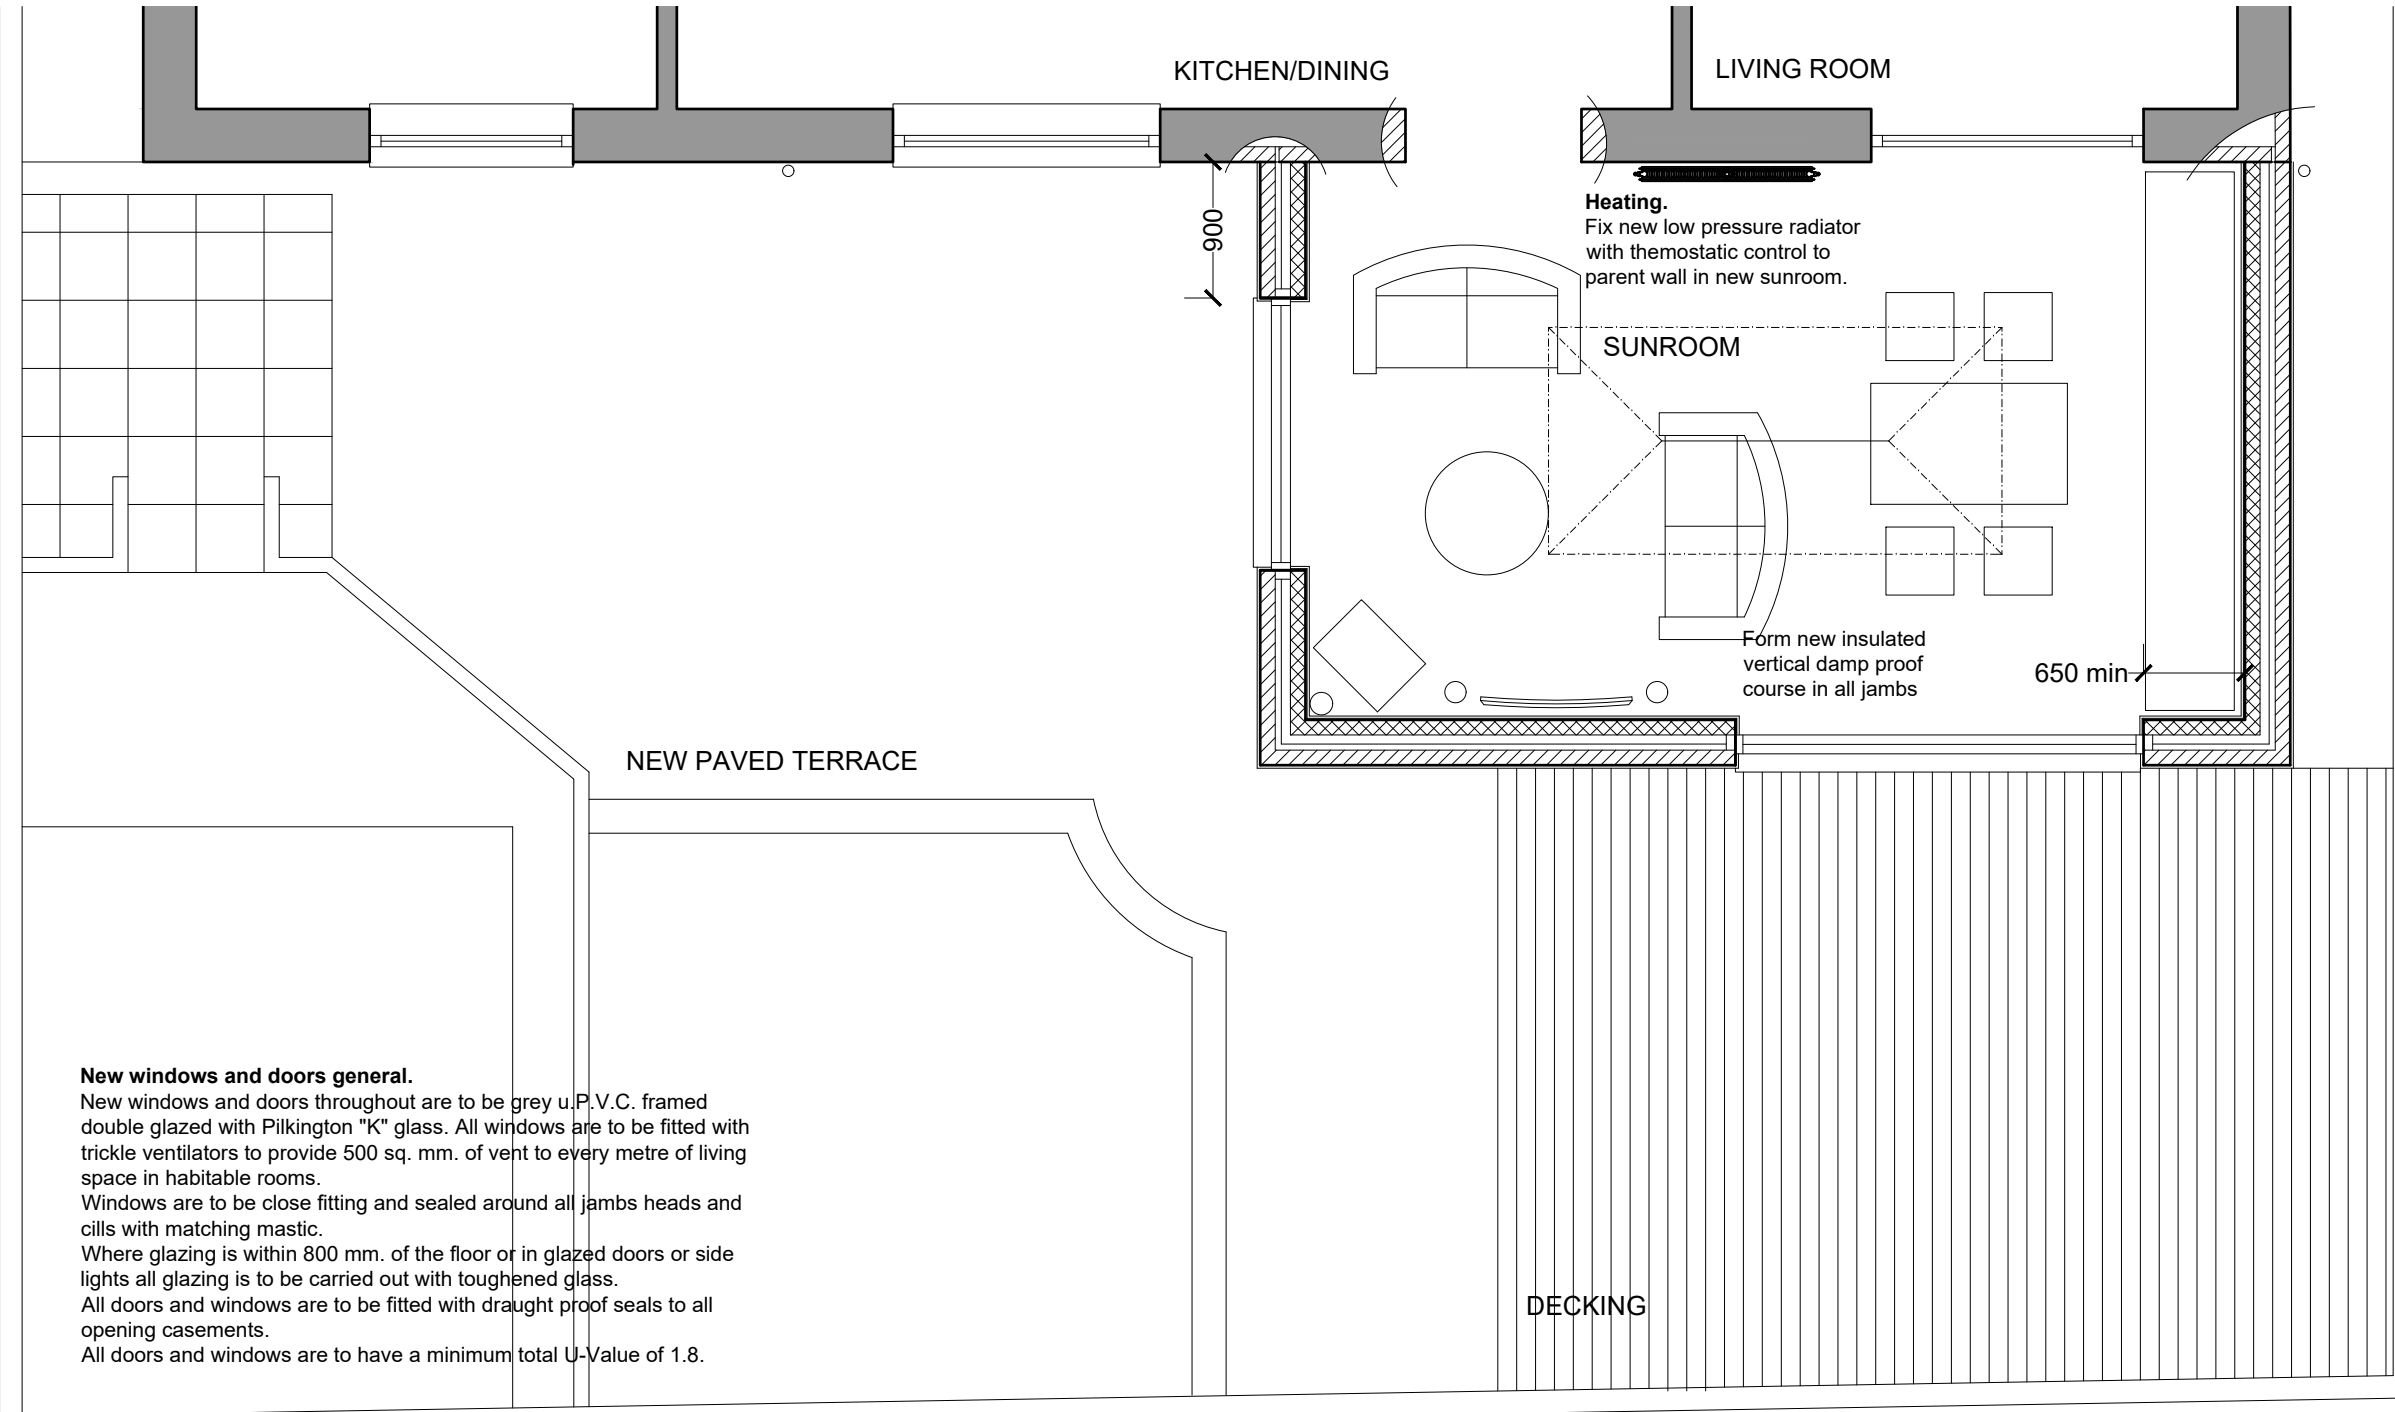 KITCHEN/DINING
LIVING ROOM
900
Heating.
Fix new low pressure radiator
with themostatic control to
parent wall in new sunroom.
SUNROOM
Form new insulated
vertical damp proof
course in all jambs
650 min
NEW PAVED TERRACE
New windows and doors general.
New windows and doors throughout are to be grey u.P.V.C. framed
double glazed with Pilkington "K" glass. All windows are to be fitted with
trickle ventilators to provide 500 sq. mm. of vent to every metre of living
space in habitable rooms.
Windows are to be close fitting and sealed around all jambs heads and
cills with matching mastic.
Where glazing is within 800 mm. of the floor or in glazed doors or side
lights all glazing is to be carried out with toughened glass.
All doors and windows are to be fitted with draught proof seals to all
opening casements.
All doors and windows are to have a minimum total U-Value of 1.8.
DECKING